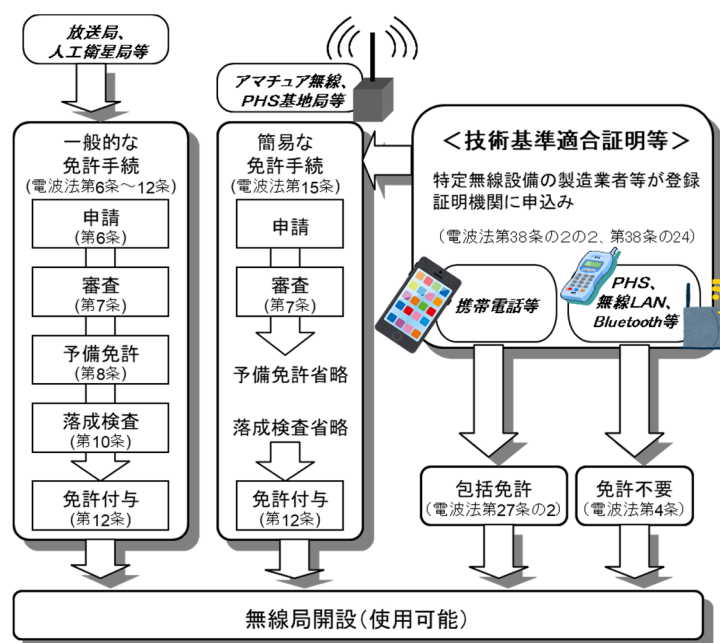 放送局、
人工衛星局等
一般的な
免許手続
(電波法第6条～12条)
申請
(第6条)
審査
(第7条)
予備免許
(第8条)
落成検査
(第10条)
免許付与
(第12条)
アマチュア無線、
PHS基地局等
簡易な
免許手続
(電波法第15条)
申請
審査
(第7条)
予備免許省略
落成検査省略
免許付与
(第12条)
＜技術基準適合証明等＞
特定無線設備の製造業者等が登録
証明機関に申込み
（電波法第38条の2の2、第38条の24）
携帯電話等
PHS、
無線LAN、
Bluetooth等
包括免許
(電波法第27条の2)
免許不要
(電波法第4条)
無線局開設(使用可能)